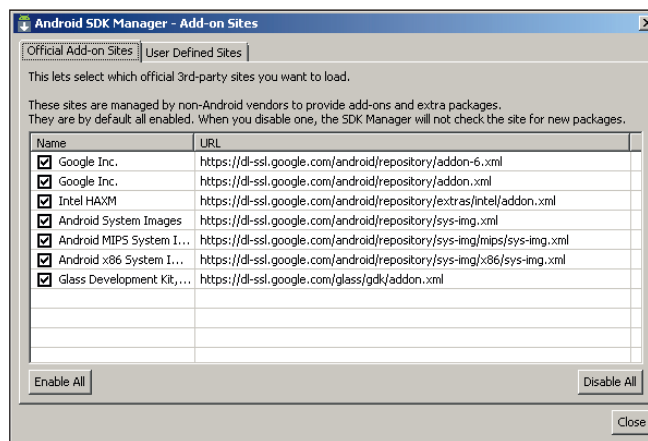 Android SDK Manager - Add-on Sites
Official Add-on Sites User Defined Sites
This lets select which official 3rd-party sites you want to load.
These sites are managed by non-Android vendors to provide add-ons and extra packages.
They are by default all enabled. When you disable one, the SDK Manager will not check the site for new packages.
Name URL
Google Inc. https://dl-ssl.google.com/android/repository/addon-6.xml
Google Inc. https://dl-ssl.google.com/android/repository/addon.xml
Intel HAXM https://dl-ssl.google.com/android/repository/extras/intel/addon.xml
Android System Images https://dl-ssl.google.com/android/repository/sys-img.xml
Android MIPS System I... https://dl-ssl.google.com/android/repository/sys-img/mips/sys-img.xml
Android x86 System I... https://dl-ssl.google.com/android/repository/sys-img/x86/sys-img.xml
Glass Development Kit,... https://dl-ssl.google.com/glass/gdk/addon.xml
Enable All Disable All
Close